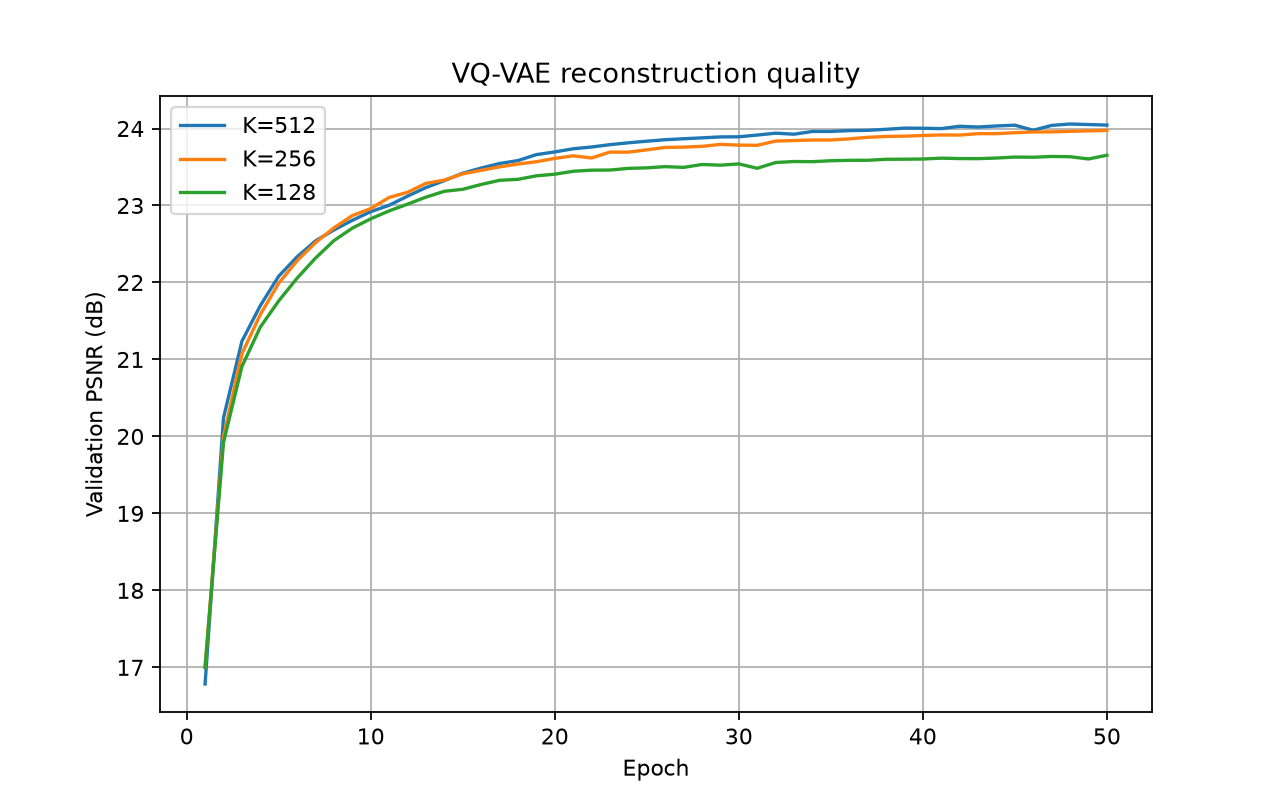 VQ-VAE reconstruction quality
K=512
K=256
K=128
Validation PSNR (dB)
24
23
22
21
20
19
18
17
0 10 20 30 40 50
Epoch